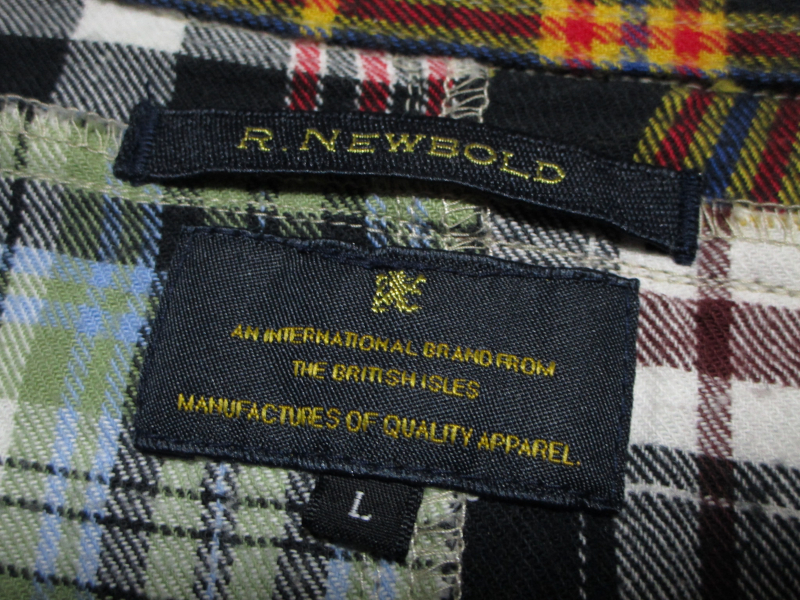 R. NEWBOLD
AN INTERNATIONAL BRAND FROM
THE BRITISH ISLES
MANUFACTURES OF QUALITY APPAREL.
L